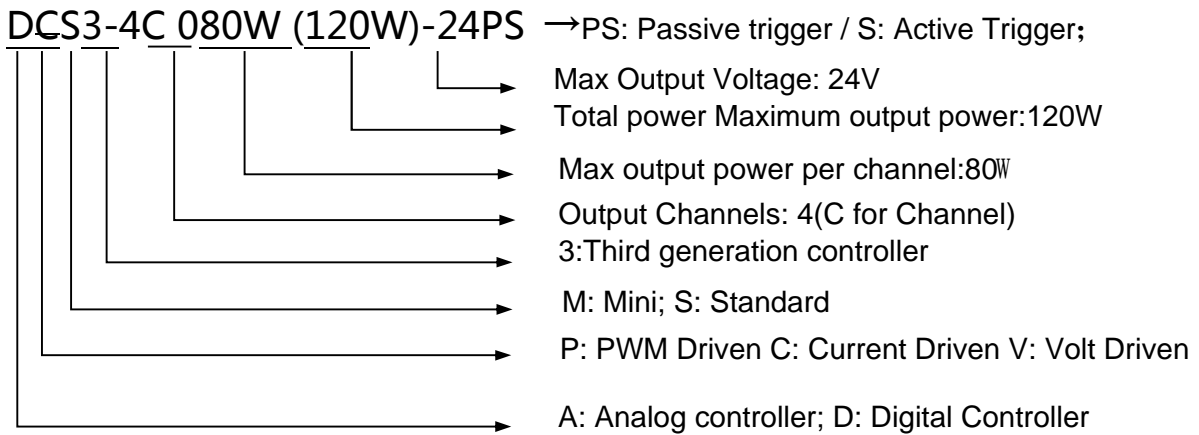 DCS3-4C 080W (120W)-24PS →PS: Passive trigger / S: Active Trigger；
Max Output Voltage: 24V
Total power Maximum output power:120W
Max output power per channel:80W
Output Channels: 4(C for Channel)
3:Third generation controller
M: Mini; S: Standard
P: PWM Driven C: Current Driven V: Volt Driven
A: Analog controller; D: Digital Controller